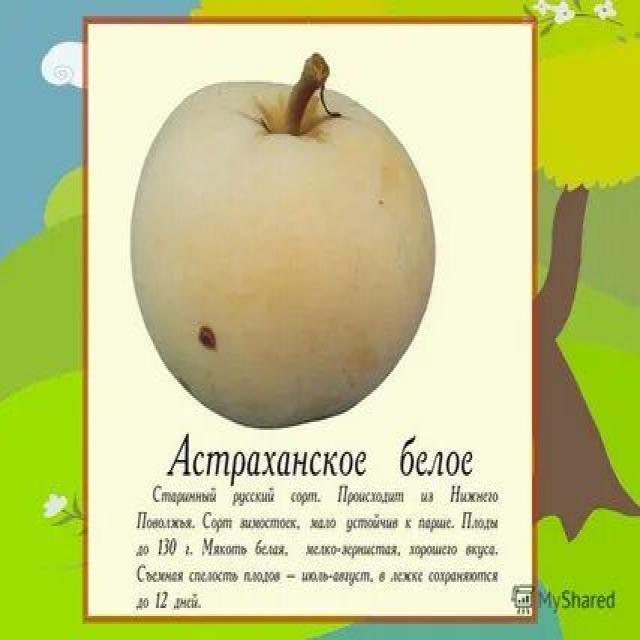 Астраханское белое
Старинный русский сорт. Происходит из Нижнего
Поволжья. Сорт зимостоек, мало устойчив к парше. Плоды
до 130 г. Мякоть белая, мелко-зернистая, хорошего вкуса.
Съемная спелость плодов – июль-август, в лежке сохраняются
до 12 дней.
MyShared